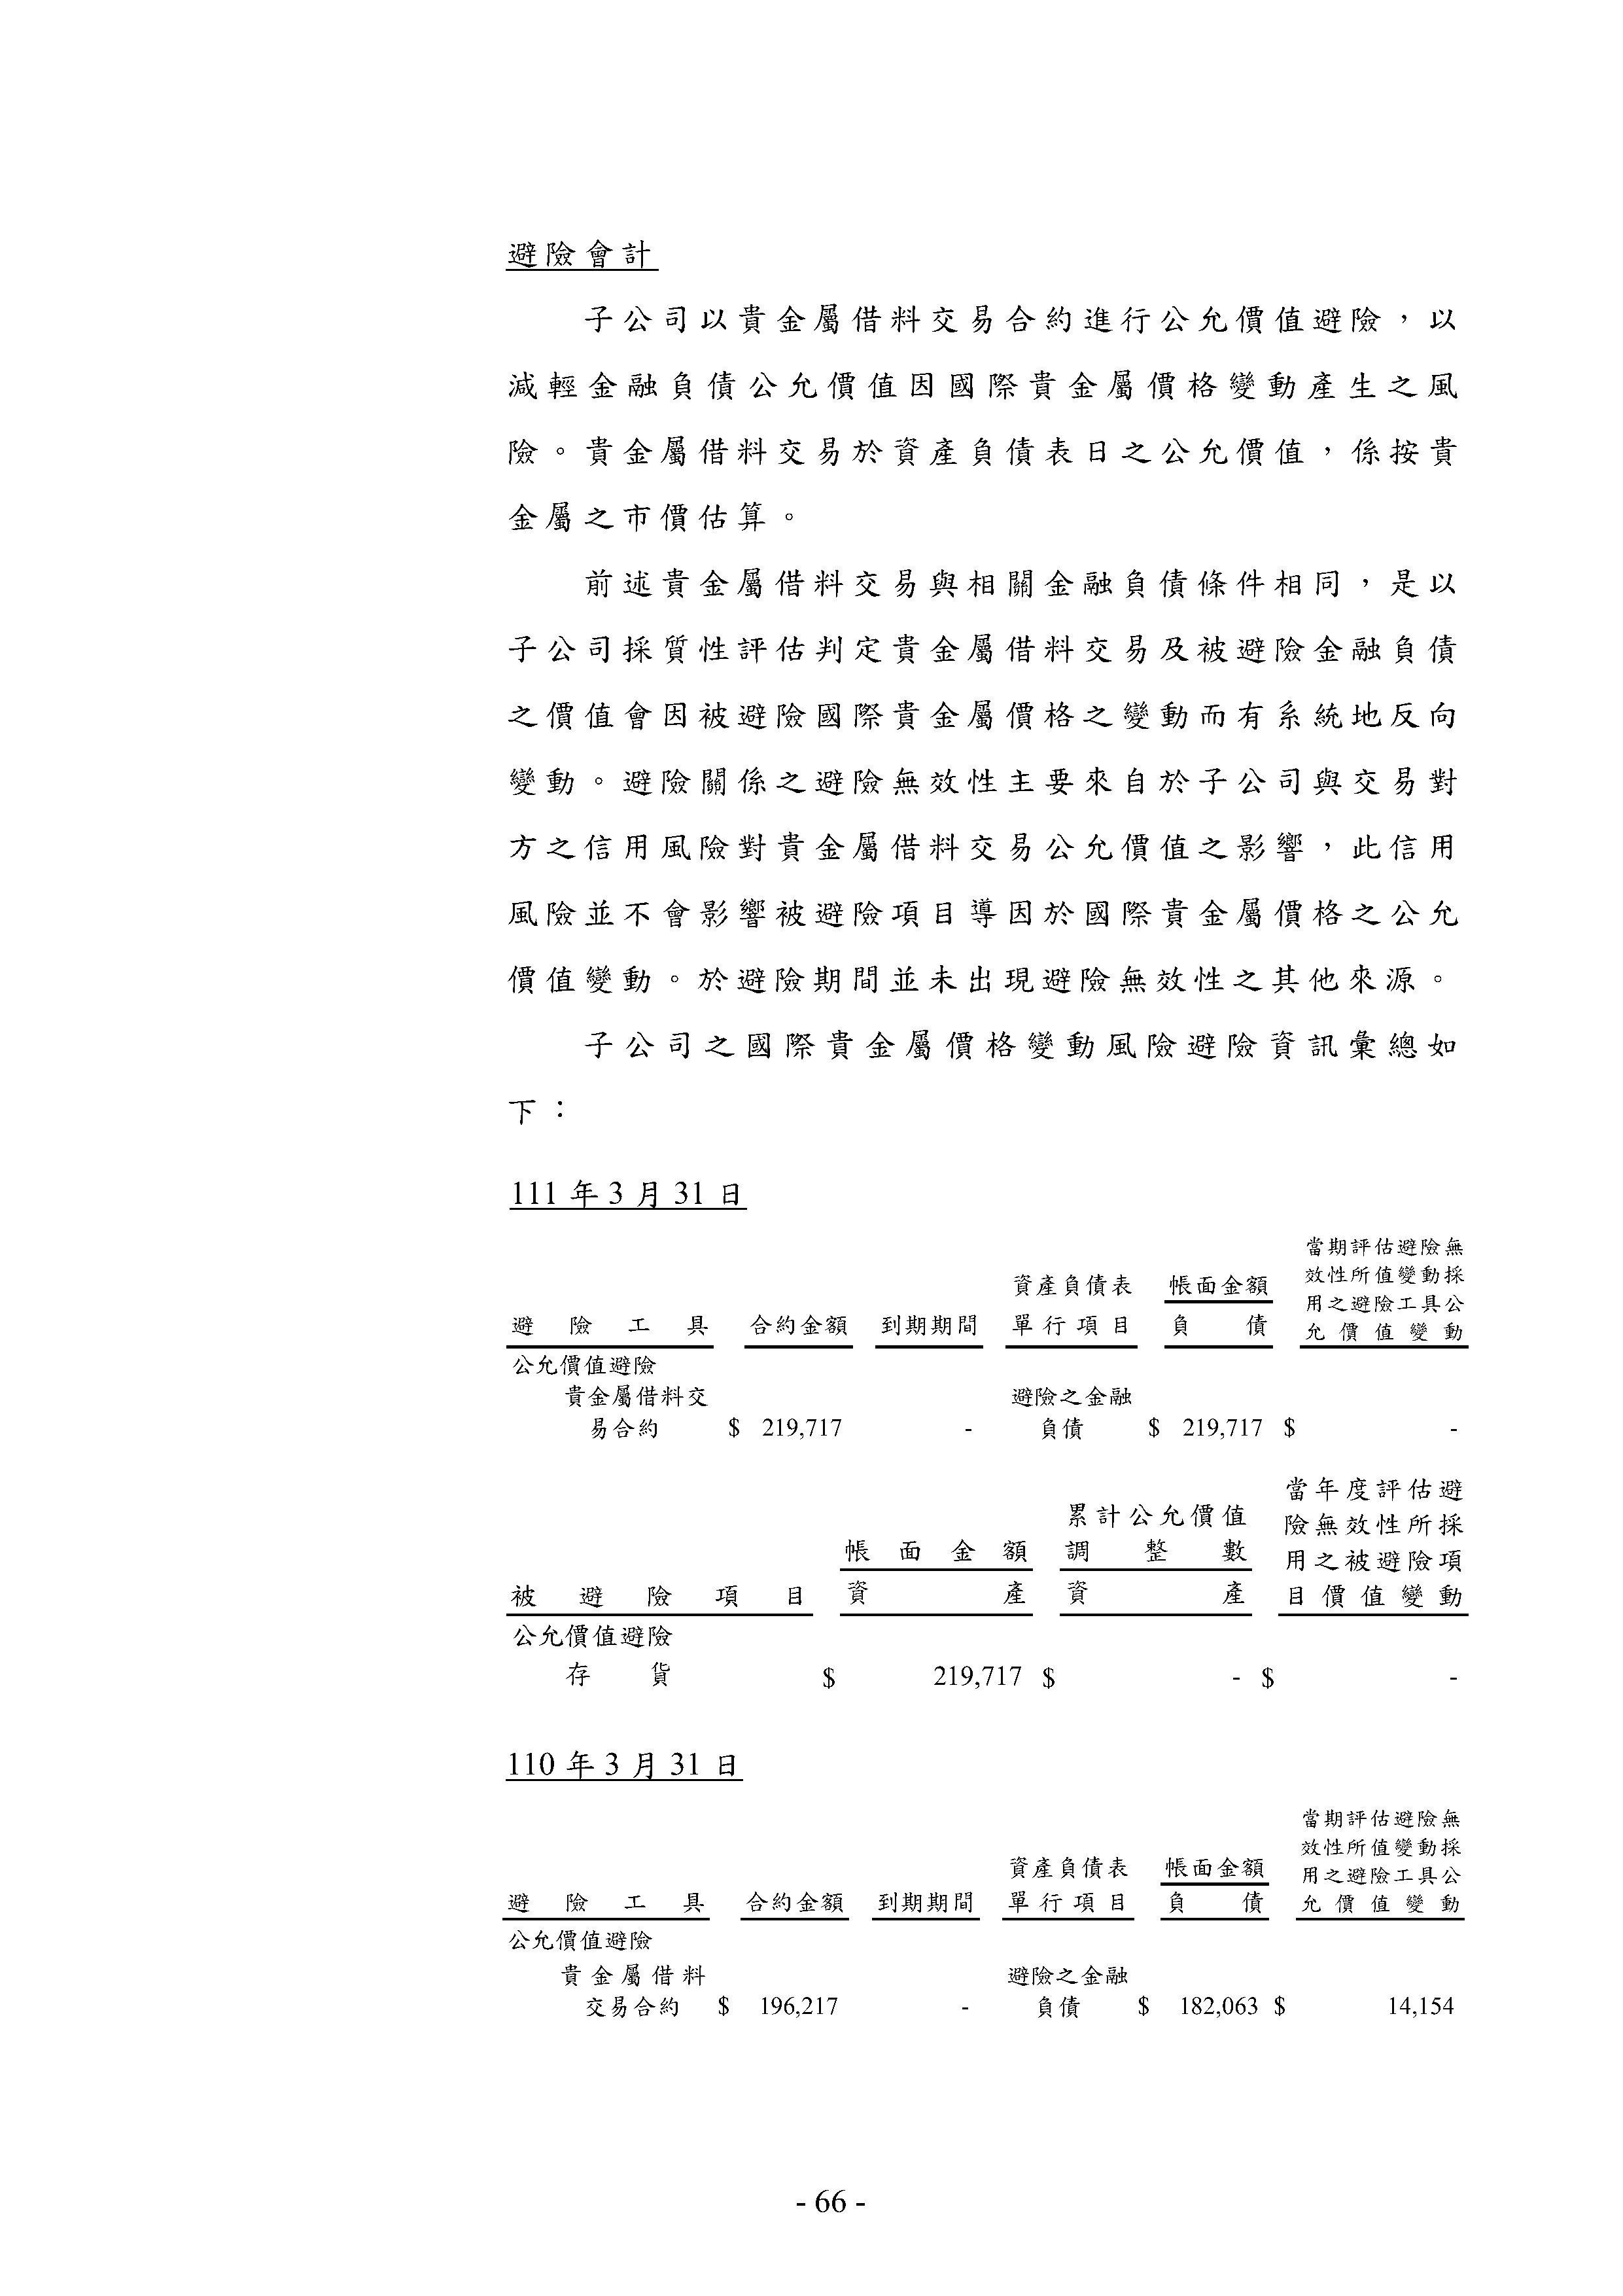 避險會計
子公司以貴金屬借料交易合約進行公允價值避險，以
減輕金融負債公允價值因國際貴金屬價格變動產生之風
險。貴金屬借料交易於資產負債表日之公允價值，係按貴
金屬之市價估算。
前述貴金屬借料交易與相關金融負債條件相同，是以
子公司採質性評估判定貴金屬借料交易及被避險金融負債
之價值會因被避險國際貴金屬價格之變動而有系統地反向
變動。避險關係之避險無效性主要來自於子公司與交易對
方之信用風險對貴金屬借料交易公允價值之影響，此信用
風險並不會影響被避險項目導因於國際貴金屬價格之公允
價值變動。於避險期間並未出現避險無效性之其他來源。
子公司之國際貴金屬價格變動風險避險資訊彙總如
下：
111 年 3 月 31 日
當期評估避險無
效性所值變動採
資產負債表 帳面金額
用之避險工具公
避險工具 合約金額 到期期間 單行項目 負債 允價值變動
公允價值避險
貴金屬借料交 避險之金融
易合約 $ 219,717 - 負債 $ 219,717 $ -
當年度評估避
累計公允價值 險無效性所採
帳面金額 調整數 用之被避險項
被避險項目 資產 資產 目價值變動
公允價值避險
存貨 $ 219,717 $ - $ -
110 年 3 月 31 日
當期評估避險無
效性所值變動採
資產負債表 帳面金額 用之避險工具公
避險工具 合約金額 到期期間 單行項目 負債 允價值變動
公允價值避險
貴金屬借料 避險之金融
交易合約 $ 196,217 - 負債 $ 182,063 $ 14,154
- 66 -